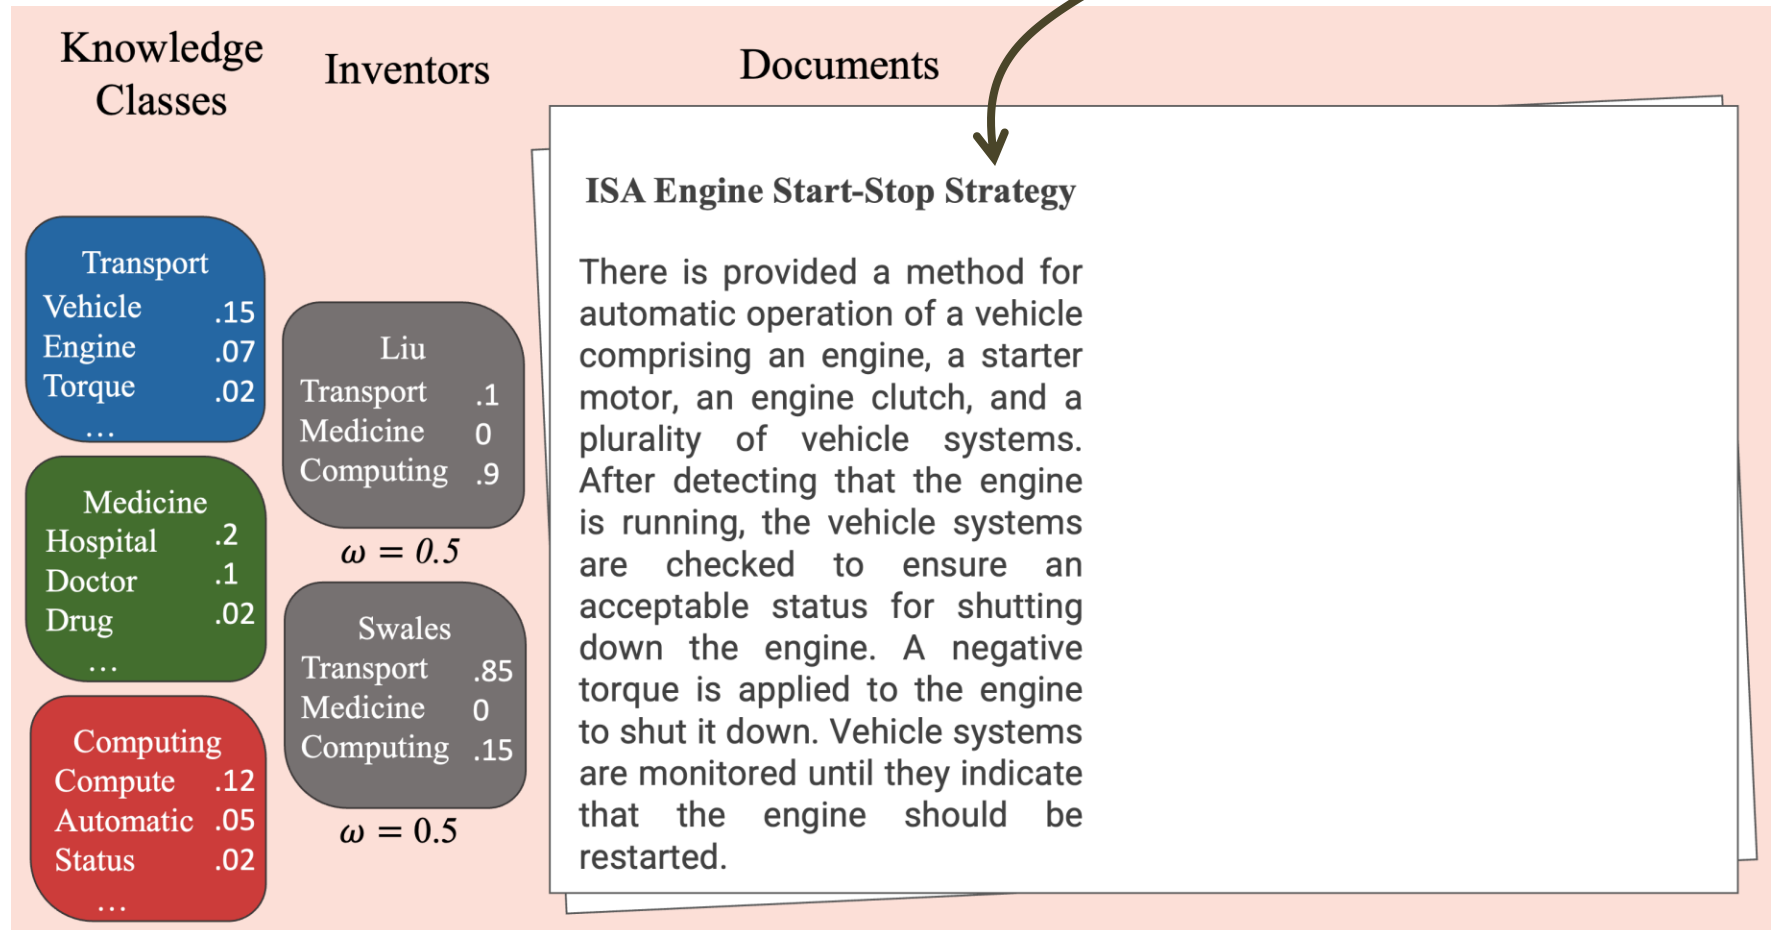 Knowledge
Classes
Inventors
Documents
Transport
Vehicle .15
Engine .07
Torque .02
...
Medicine
Hospital .2
Doctor .1
Drug .02
...
Computing
Compute .12
Automatic .05
Status .02
...
Liu
Transport .1
Medicine 0
Computing .9
ω = 0.5
Swales
Transport .85
Medicine 0
Computing .15
ω = 0.5
ISA Engine Start-Stop Strategy
There is provided a method for
automatic operation of a vehicle
comprising an engine, a starter
motor, an engine clutch, and a
plurality of vehicle systems.
After detecting that the engine
is running, the vehicle systems
are checked to ensure an
acceptable status for shutting
down the engine. A negative
torque is applied to the engine
to shut it down. Vehicle systems
are monitored until they indicate
that the engine should be
restarted.